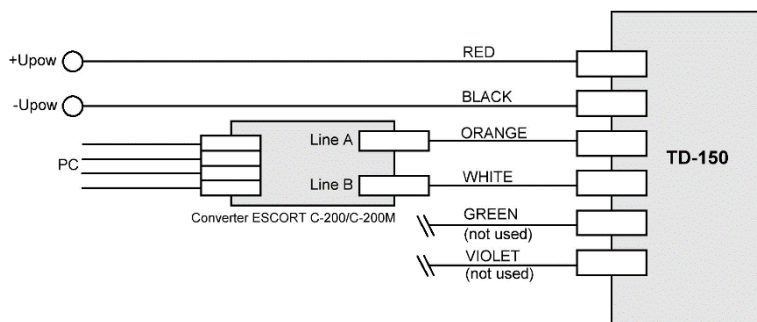 +Upow
RED
-Upow
BLACK
PC
Line A
ORANGE
Line B
WHITE
Converter ESCORT C-200/C-200M
GREEN
(not used)
VIOLET
(not used)
TD-150